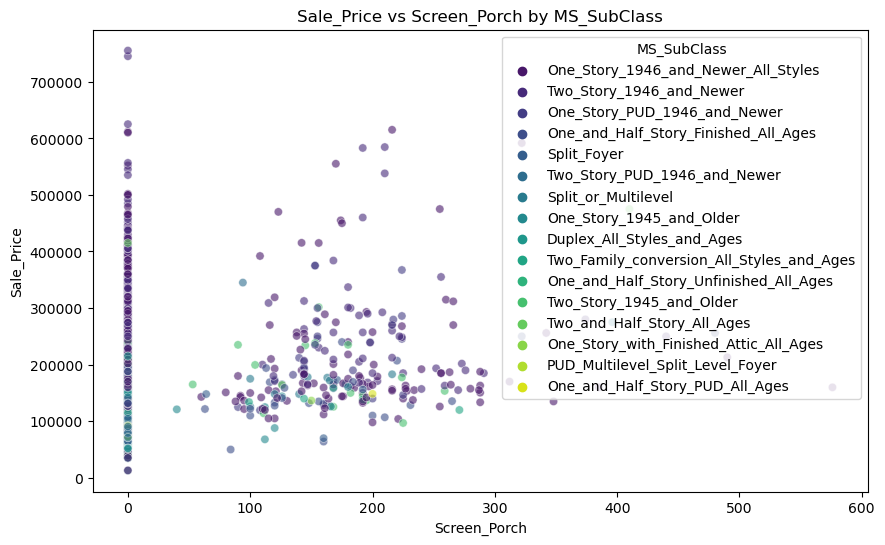 Sale_Price vs Screen_Porch by MS_SubClass
MS_SubClass
One_Story_1946_and_Newer_All_Styles
Two_Story_1946_and_Newer
One_Story_PUD_1946_and_Newer
One_and_Half_Story_Finished_All_Ages
Split_Foyer
Two_Story_PUD_1946_and_Newer
Split_or_Multilevel
One_Story_1945_and_Older
Duplex_All_Styles_and_Ages
Two_Family_conversion_All_Styles_and_Ages
One_and_Half_Story_Unfinished_All_Ages
Two_Story_1945_and_Older
Two_and_Half_Story_All_Ages
One_Story_with_Finished_Attic_All_Ages
PUD_Multilevel_Split_Level_Foyer
One_and_Half_Story_PUD_All_Ages
Sale_Price
700000
600000
500000
400000
300000
200000
100000
0
0 100 200 300 400 500 600
Screen_Porch